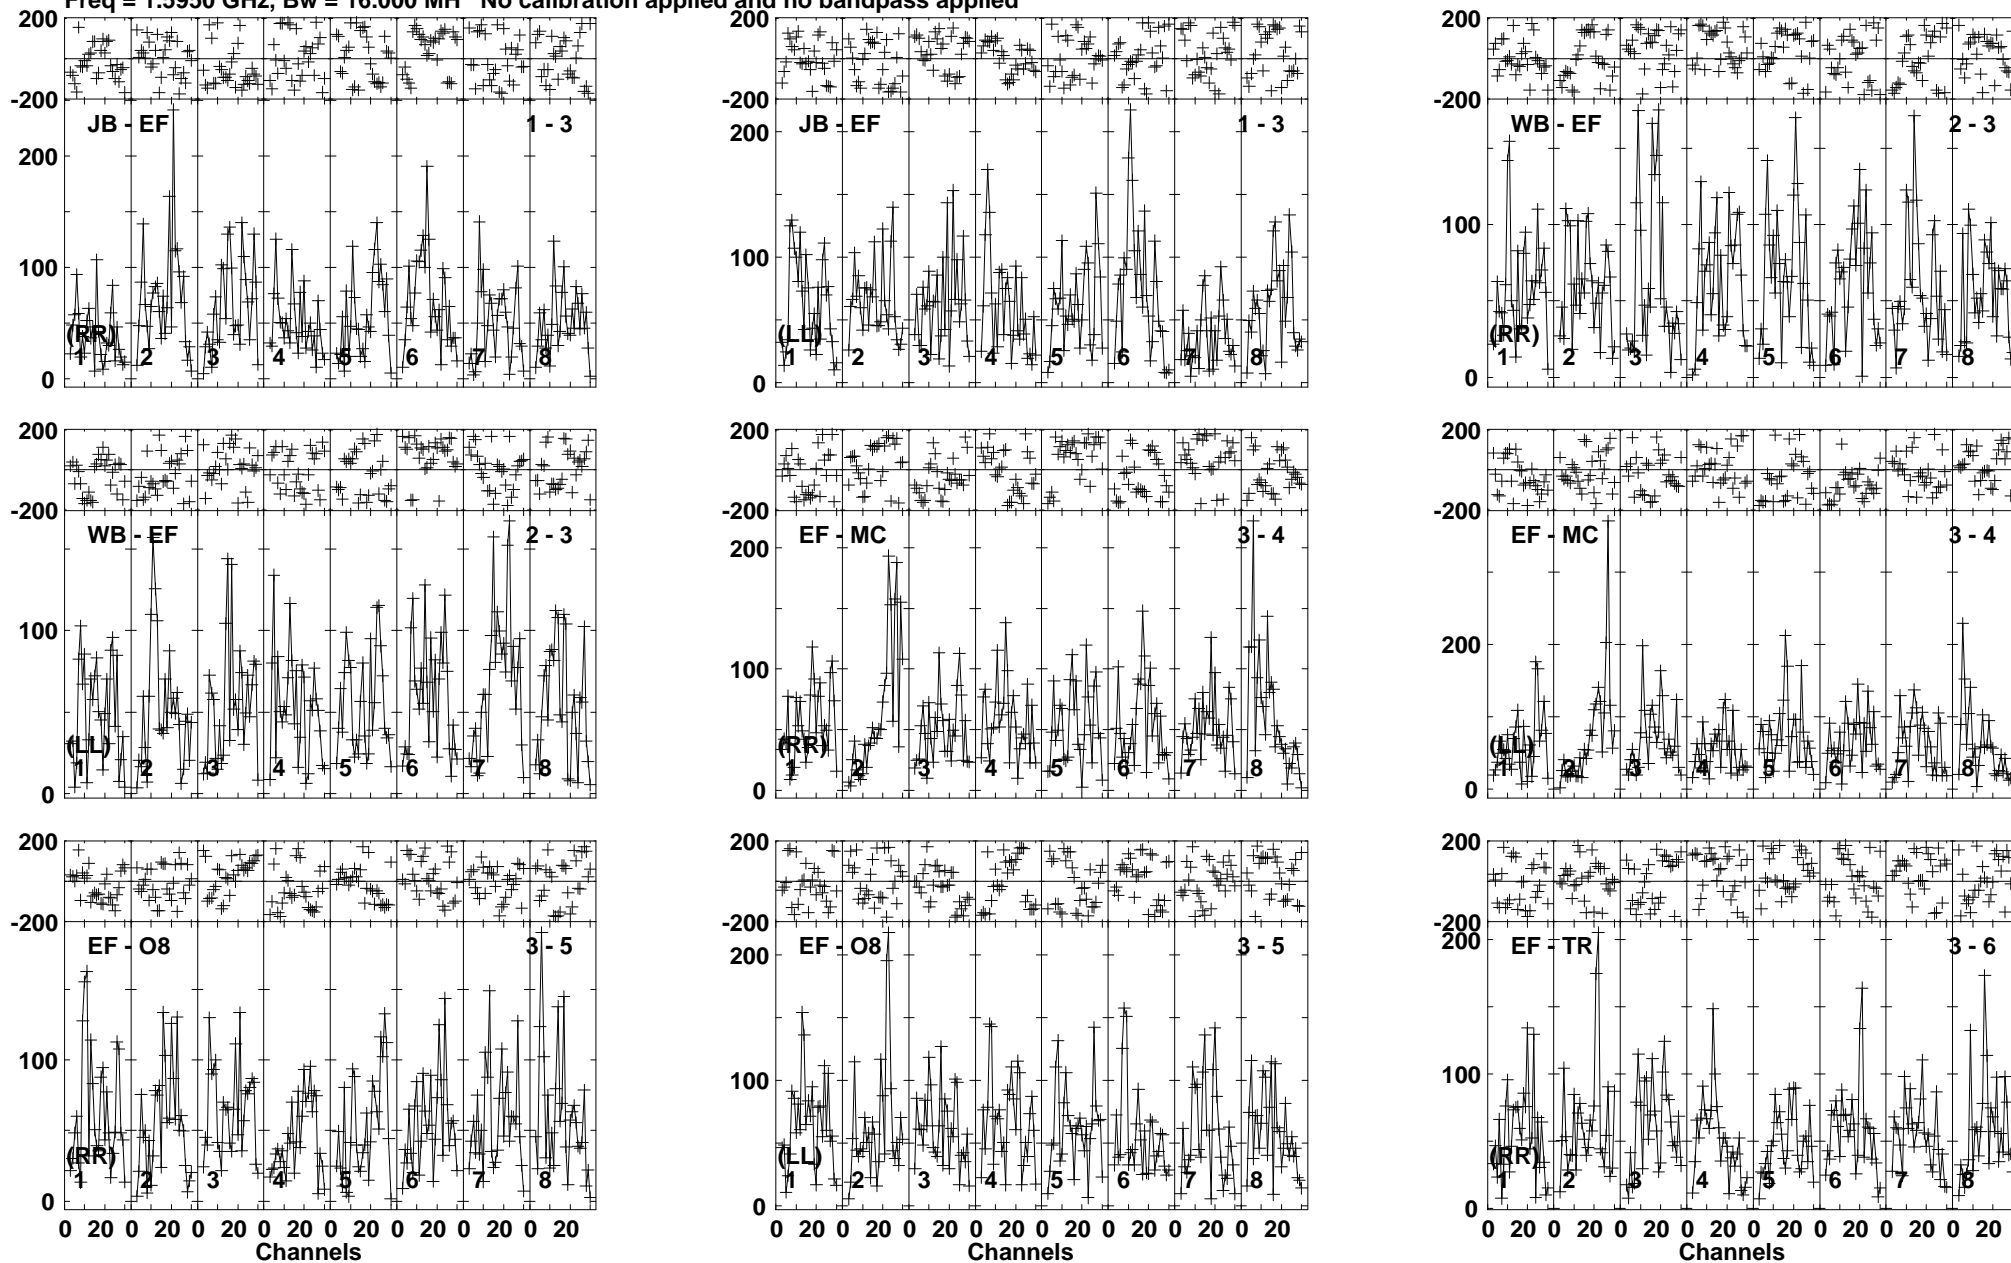 Freq = 1.5950 GHz, Bw = 16.000 MH No calibration applied and no bandpass applied
200 200 200
-200 -200 -200
JB - EF 1 - 3 JB - EF 1 - 3 WB - EF 2 - 3
200 200
100 100 100
(RR) (LL) (RR)
1 2 3 4 5 6 7 8 1 2 3 4 5 6 7 8 1 2 3 4 5 6 7 8
0 0 0
200 200 200
-200 -200 -200
WB - EF 2 - 3 EF - MC 3 - 4 EF - MC 3 - 4
200
100 100 200
(LL) (RR) (LL)
1 2 3 4 5 6 7 8 1 2 3 4 5 6 7 8 1 2 3 4 5 6 7 8
0 0 0
200 200 200
-200 -200 -200
EF - O8 3 - 5 EF - O8 3 - 5 EF - TR 3 - 6
200 200
100 100 100
(RR) (LL) (RR)
1 2 3 4 5 6 7 8 1 2 3 4 5 6 7 8 1 2 3 4 5 6 7 8
0 0 0
0 20 0 20 0 20 0 20 0 20 0 20 0 20 0 20 0 20 0 20 0 20 0 20 0 20 0 20 0 20 0 20 0 20 0 20 0 20 0 20 0 20 0 20 0 20 0 20
Channels Channels Channels